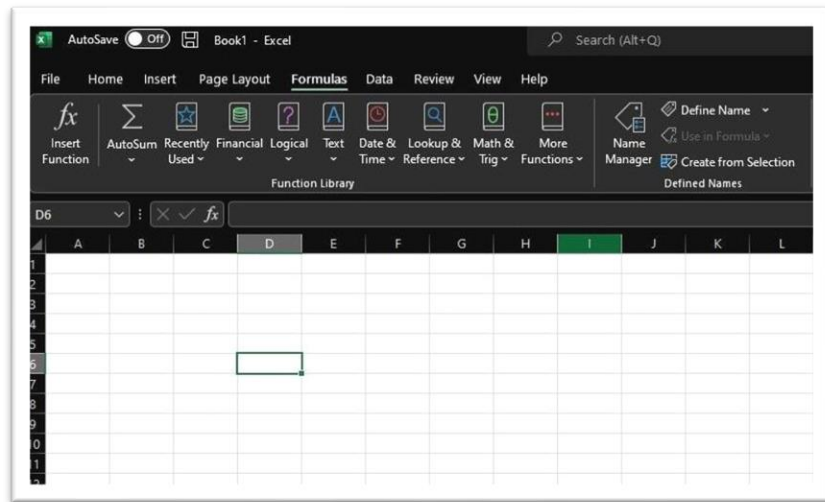 AutoSave Off Book1 - Excel Search (Alt+Q)
File Home Insert Page Layout Formulas Data Review View Help
fx Σ ? A θ
Insert AutoSum Recently Financial Logical Text Date & Lookup & Math & More
Function Used Time Reference Trig Functions
Function Library
Name
Manager
Define Name
Use in Formula
Create from Selection
Defined Names
D6 fx
A B C D E F G H I J K L
1
2
3
4
5
6
7
8
9
10
11